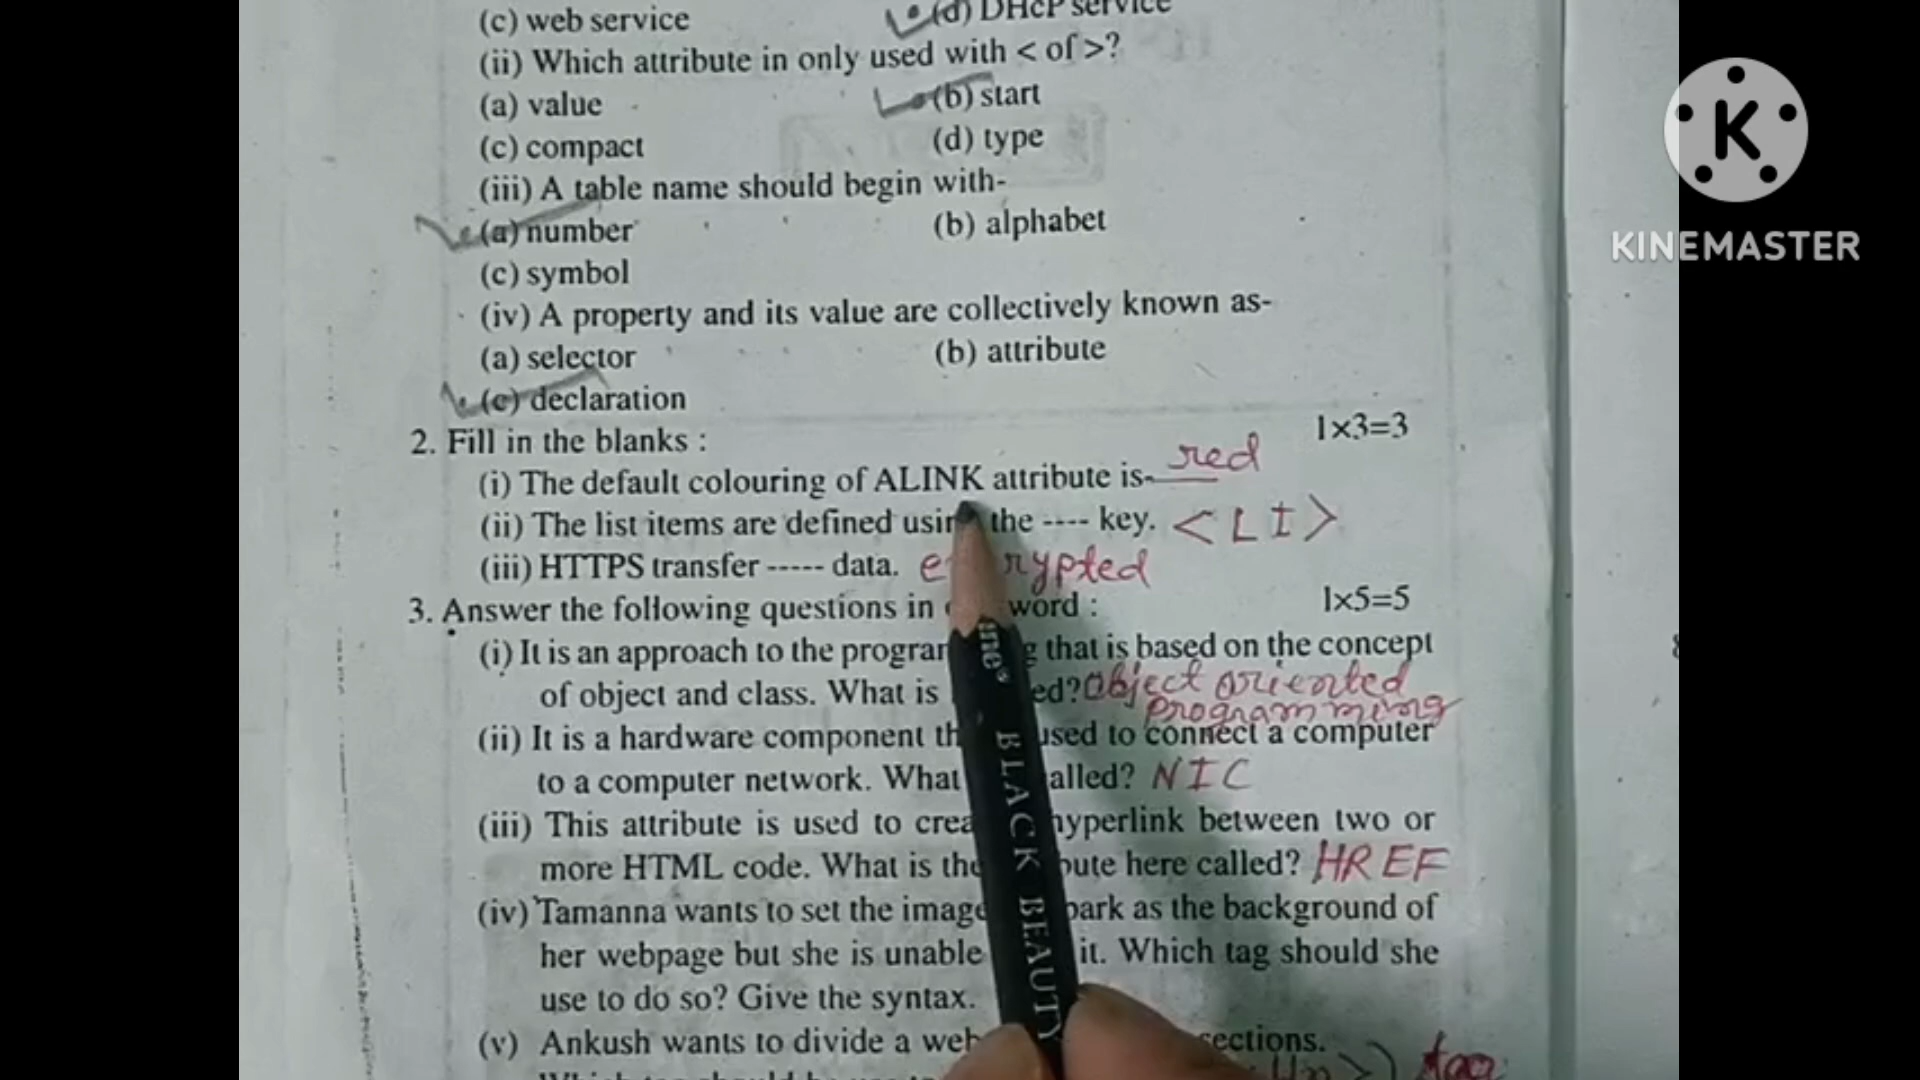 (c) web service (d) DHCP service
(ii) Which attribute in only used with < of >?
(a) value (b) start
(c) compact (d) type
(iii) A table name should begin with-
(a) number (b) alphabet
(c) symbol
(iv) A property and its value are collectively known as-
(a) selector (b) attribute
(c) declaration
2. Fill in the blanks : 1×3=3
(i) The default colouring of ALINK attribute is- red
(ii) The list items are defined using the ---- key. <LI>
(iii) HTTPS transfer ----- data. encrypted
3. Answer the following questions in word : 1×5=5
(i) It is an approach to the programming that is based on the concept
of object and class. What is ed? Object oriented
programming
(ii) It is a hardware component th used to connect a computer
to a computer network. What alled? NIC
(iii) This attribute is used to crea hyperlink between two or
more HTML code. What is the bute here called? HREF
(iv) Tamanna wants to set the image park as the background of
her webpage but she is unable it. Which tag should she
use to do so? Give the syntax.
(v) Ankush wants to divide a web sections.
tag
K
KINEMASTER
BLACK BEAUTY